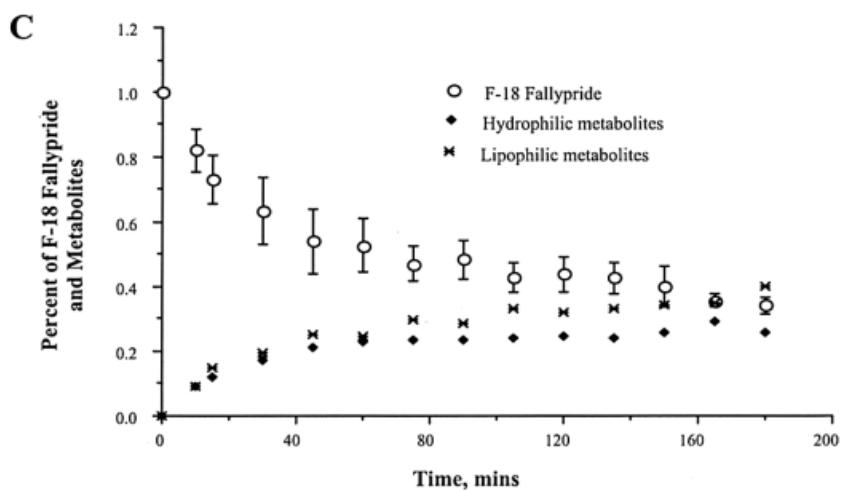 C
1.2
1.0
0.8
0.6
0.4
0.2
0.0
Percent of F-18 Fallypride
and Metabolites
F-18 Fallypride
Hydrophilic metabolites
Lipophilic metabolites
0 40 80 120 160 200
Time, mins